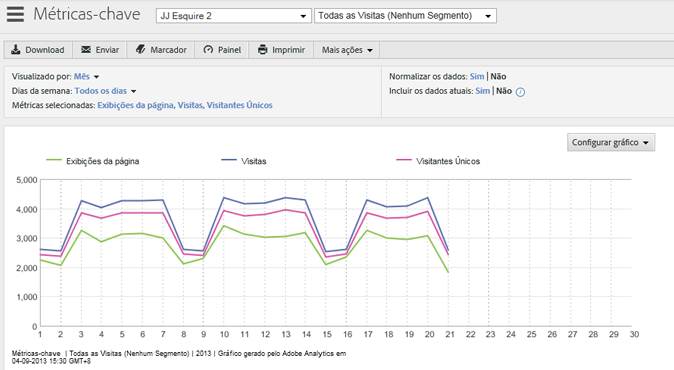 Métricas-chave JJ Esquire 2 Todas as Visitas (Nenhum Segmento)
Download Enviar Marcador Painel Imprimir Mais ações
Visualizado por: Mês Normalizar os dados: Sim | Não
Dias da semana: Todos os dias Incluir os dados atuais: Sim | Não
Métricas selecionadas: Exibições da página, Visitas, Visitantes Únicos
Configurar gráfico
Exibições da página Visitas Visitantes Únicos
5,000
4,000
3,000
2,000
1,000
0
1 2 3 4 5 6 7 8 9 10 11 12 13 14 15 16 17 18 19 20 21 22 23 24 25 26 27 28 29 30
Métricas-chave | Todas as Visitas (Nenhum Segmento) | 2013 | Gráfico gerado pelo Adobe Analytics em
04-09-2013 15:30 GMT+8